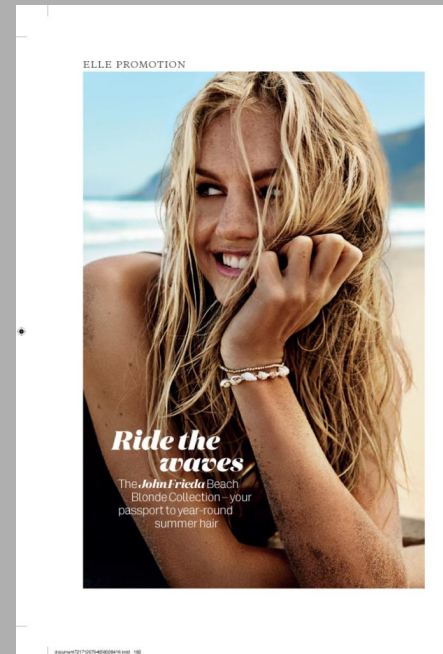 ELLE PROMOTION
Ride the
waves
The John Frieda Beach
Blonde Collection – your
passport to year-round
summer hair